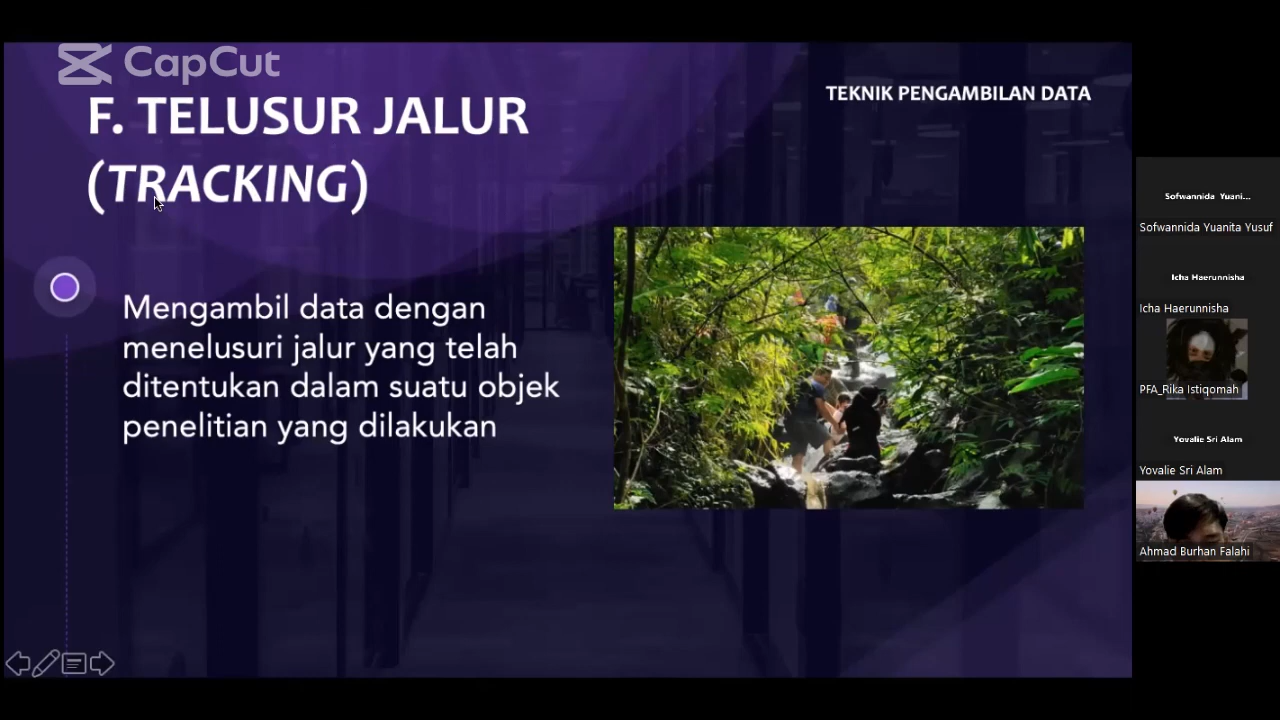 CapCut
F. TELUSUR JALUR
(TRACKING)
TEKNIK PENGAMBILAN DATA
Mengambil data dengan
menelusuri jalur yang telah
ditentukan dalam suatu objek
penelitian yang dilakukan
Sofwannida Yuani...
Sofwannida Yuanita Yusuf
Icha Haerunnisha
Icha Haerunnisha
PFA_Rika Istiqomah
Yovalie Sri Alam
Yovalie Sri Alam
Ahmad Burhan Falahi